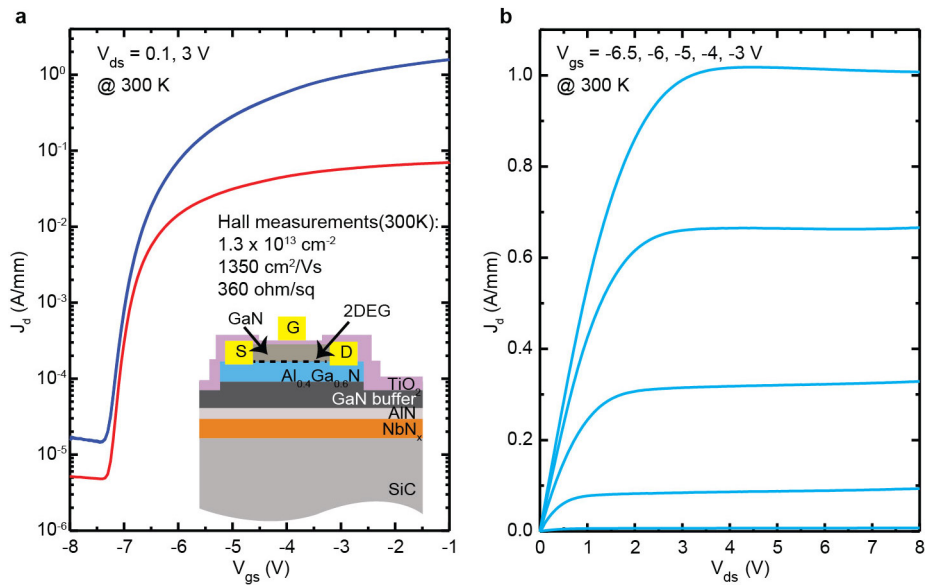 a
V_ds = 0.1, 3 V
@ 300 K
10^0
10^-1
10^-2
10^-3
10^-4
10^-5
10^-6
J_d (A/mm)
Hall measurements(300K):
1.3 x 10^13 cm^-2
1350 cm^2/Vs
360 ohm/sq
GaN
G
2DEG
S
D
Al_0.4Ga_0.6N
TiO_2
GaN buffer
AlN
NbN_x
SiC
-8 -7 -6 -5 -4 -3 -2 -1
V_gs (V)
b
V_gs = -6.5, -6, -5, -4, -3 V
@ 300 K
1.0
0.8
0.6
0.4
0.2
0.0
J_d (A/mm)
0 1 2 3 4 5 6 7 8
V_ds (V)